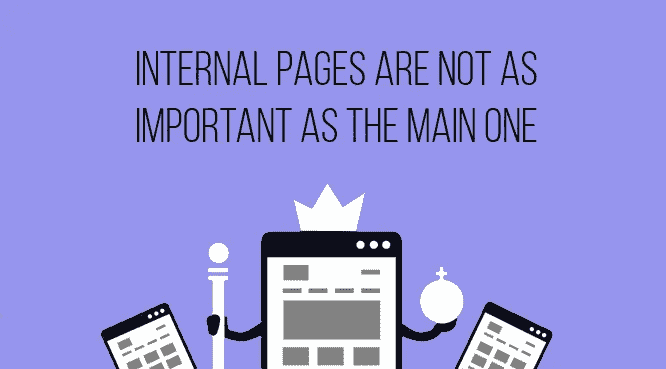 INTERNAL PAGES ARE NOT AS
IMPORTANT AS THE MAIN ONE